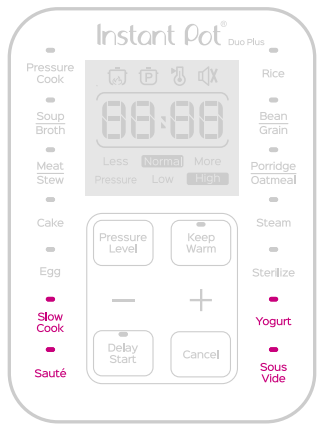 Instant Pot® Duo Plus
Pressure
Cook
Rice
Soup
Broth
Bean
Grain
Meat
Stew
Porridge
Oatmeal
Cake
Steam
Egg
Sterilize
Slow
Cook
Yogurt
Sauté
Sous
Vide
P
88:88
Less Normal More
Pressure Low High
Pressure
Level
Keep
Warm
− +
Delay
Start
Cancel